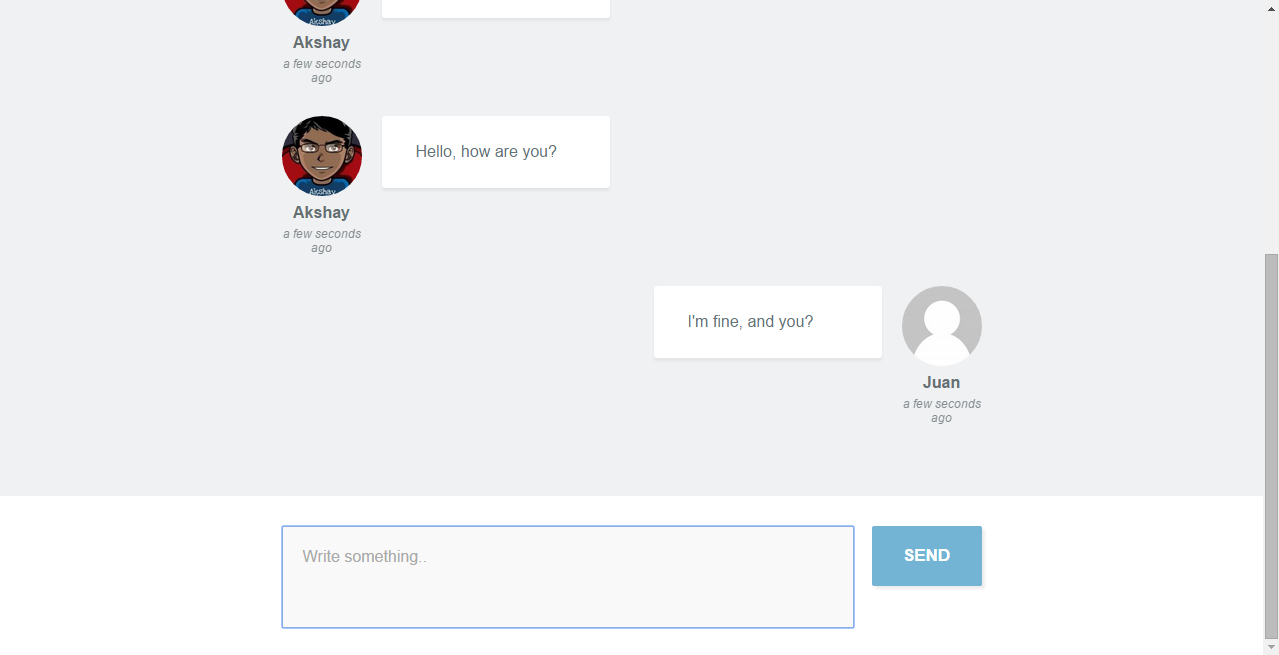 Akshay
Akshay
a few seconds
ago
Hello, how are you?
Akshay
Akshay
a few seconds
ago
I'm fine, and you?
Juan
a few seconds
ago
Write something..
SEND